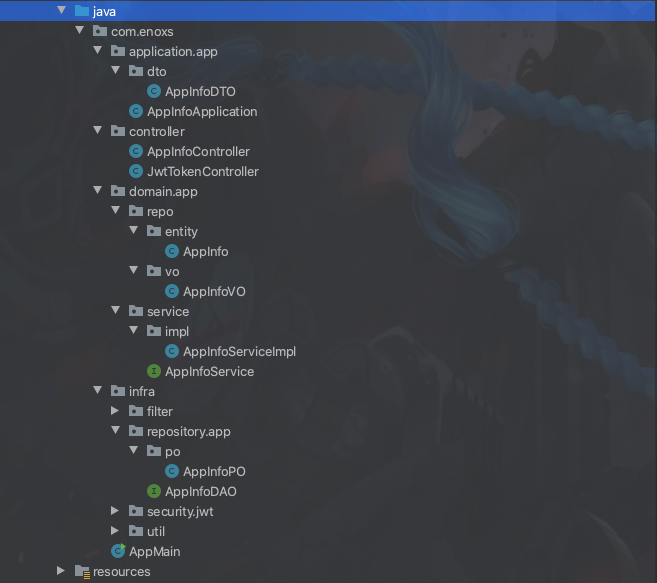 java
com.enoxs
application.app
dto
AppInfoDTO
AppInfoApplication
controller
AppInfoController
JwtTokenController
domain.app
repo
entity
AppInfo
vo
AppInfoVO
service
impl
AppInfoServiceImpl
AppInfoService
infra
filter
repository.app
po
AppInfoPO
AppInfoDAO
security.jwt
util
AppMain
resources